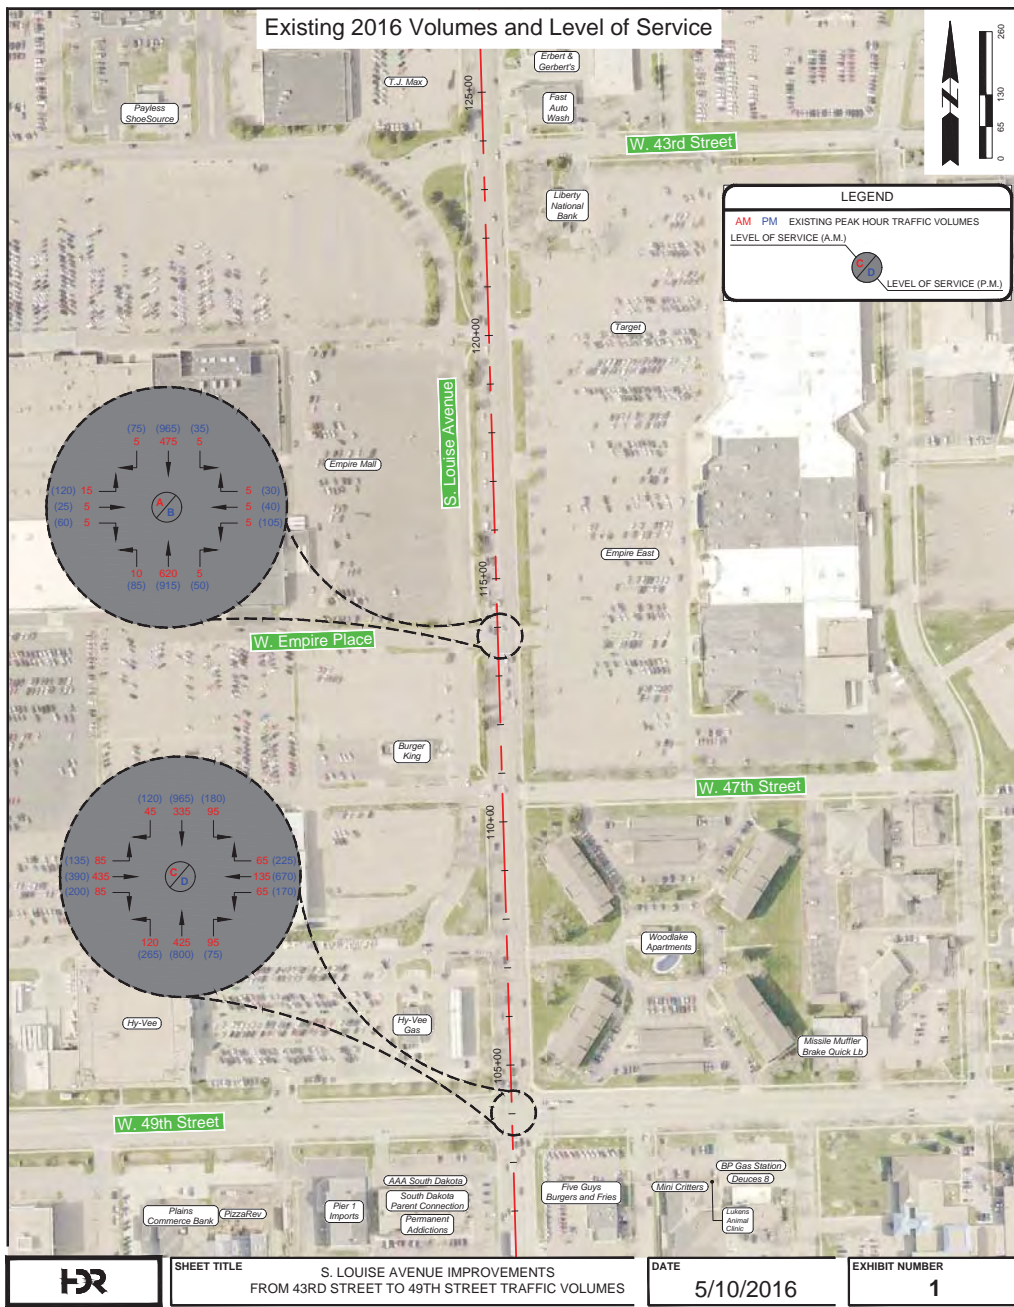 Existing 2016 Volumes and Level of Service
260
130
65
0
Erbert &
Gerbert's
T.J. Max
Payless
ShoeSource
Fast
Auto
Wash
125+00
W. 43rd Street
Liberty
National
Bank
LEGEND
AM PM EXISTING PEAK HOUR TRAFFIC VOLUMES
LEVEL OF SERVICE (A.M.)
C
D
LEVEL OF SERVICE (P.M.)
120+00
Target
S. Louise Avenue
Empire Mall
(75) (965) (35)
5 475 5
(120) 15
(25) 5
(60) 5
A
B
5 (30)
5 (40)
5 (105)
10 620 5
(85) (915) (50)
Empire East
115+00
W. Empire Place
Burger
King
W. 47th Street
110+00
(120) (965) (180)
45 335 95
(135) 85
(390) 435
(200) 85
C
D
65 (225)
135 (670)
65 (170)
120 425 95
(265) (800) (75)
Woodlake
Apartments
Hy-Vee
Hy-Vee
Gas
Missile Muffler
Brake Quick Lb
105+00
W. 49th Street
AAA South Dakota
South Dakota
Parent Connection
Permanent
Addictions
Plains
Commerce Bank
PizzaRev
Pier 1
Imports
Five Guys
Burgers and Fries
Mini Critters
BP Gas Station
Deuces 8
Lukens
Animal
Clinic
HDR
SHEET TITLE
S. LOUISE AVENUE IMPROVEMENTS
FROM 43RD STREET TO 49TH STREET TRAFFIC VOLUMES
DATE
5/10/2016
EXHIBIT NUMBER
1